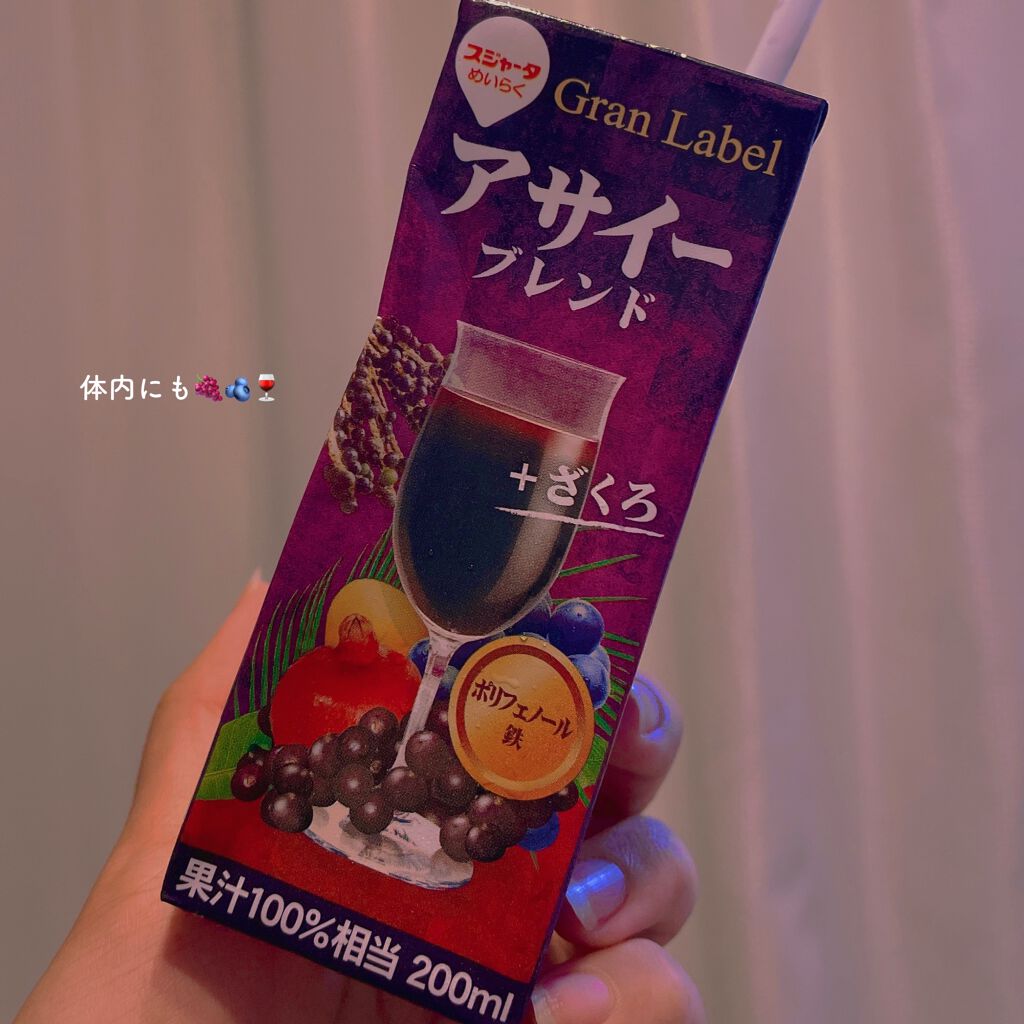 スジャータ
めいらく
Gran Label
アサイー
ブレンド
体内にも🍇🫐🍷
+ざくろ
ポリフェノール
鉄
果汁100%相当 200ml